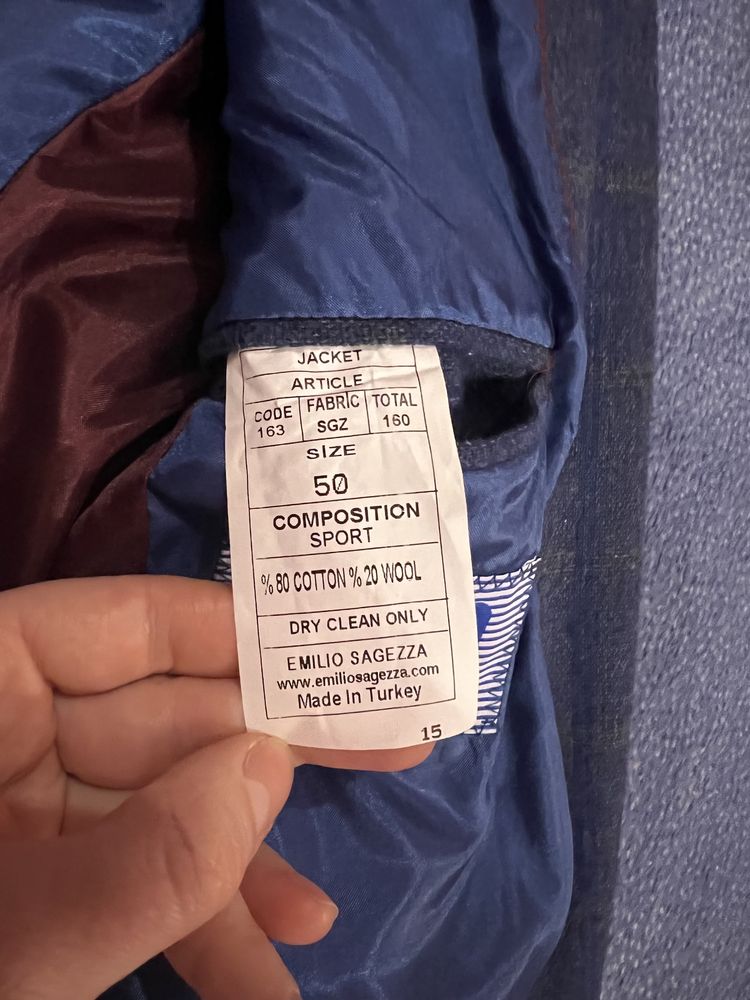 JACKET
ARTICLE
CODE FABRIC TOTAL
163 SGZ 160
SIZE
50
COMPOSITION
SPORT
% 80 COTTON % 20 WOOL
DRY CLEAN ONLY
EMILIO SAGEZZA
www.emiliosagezza.com
Made In Turkey
15